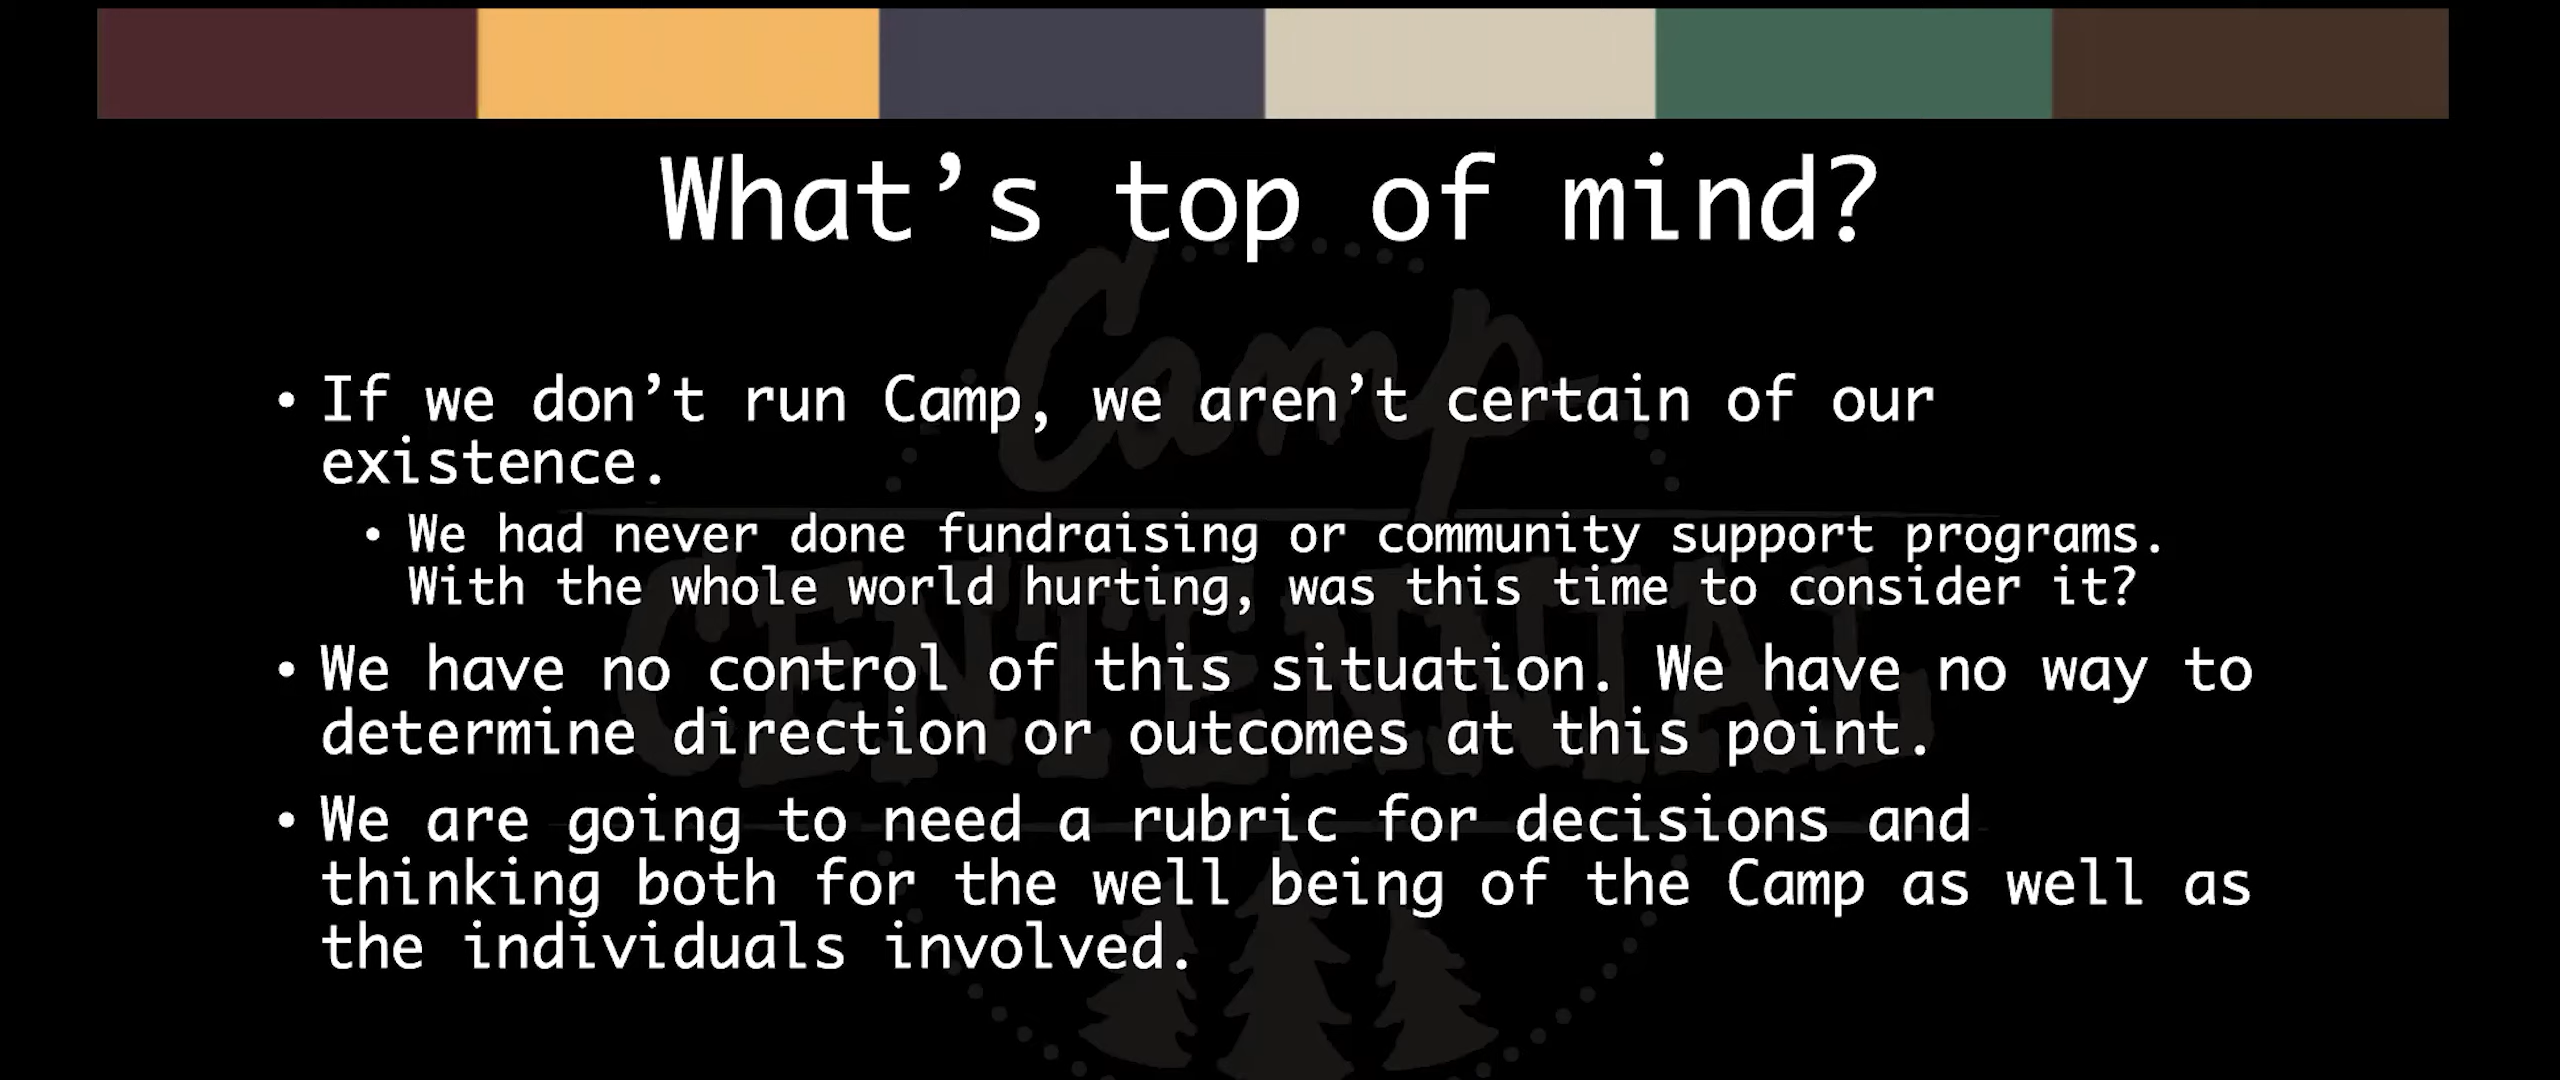 What’s top of mind?
• If we don’t run Camp, we aren’t certain of our
existence.
• We had never done fundraising or community support programs.
With the whole world hurting, was this time to consider it?
• We have no control of this situation. We have no way to
determine direction or outcomes at this point.
• We are going to need a rubric for decisions and
thinking both for the well being of the Camp as well as
the individuals involved.
Camp
CENTENNIAL